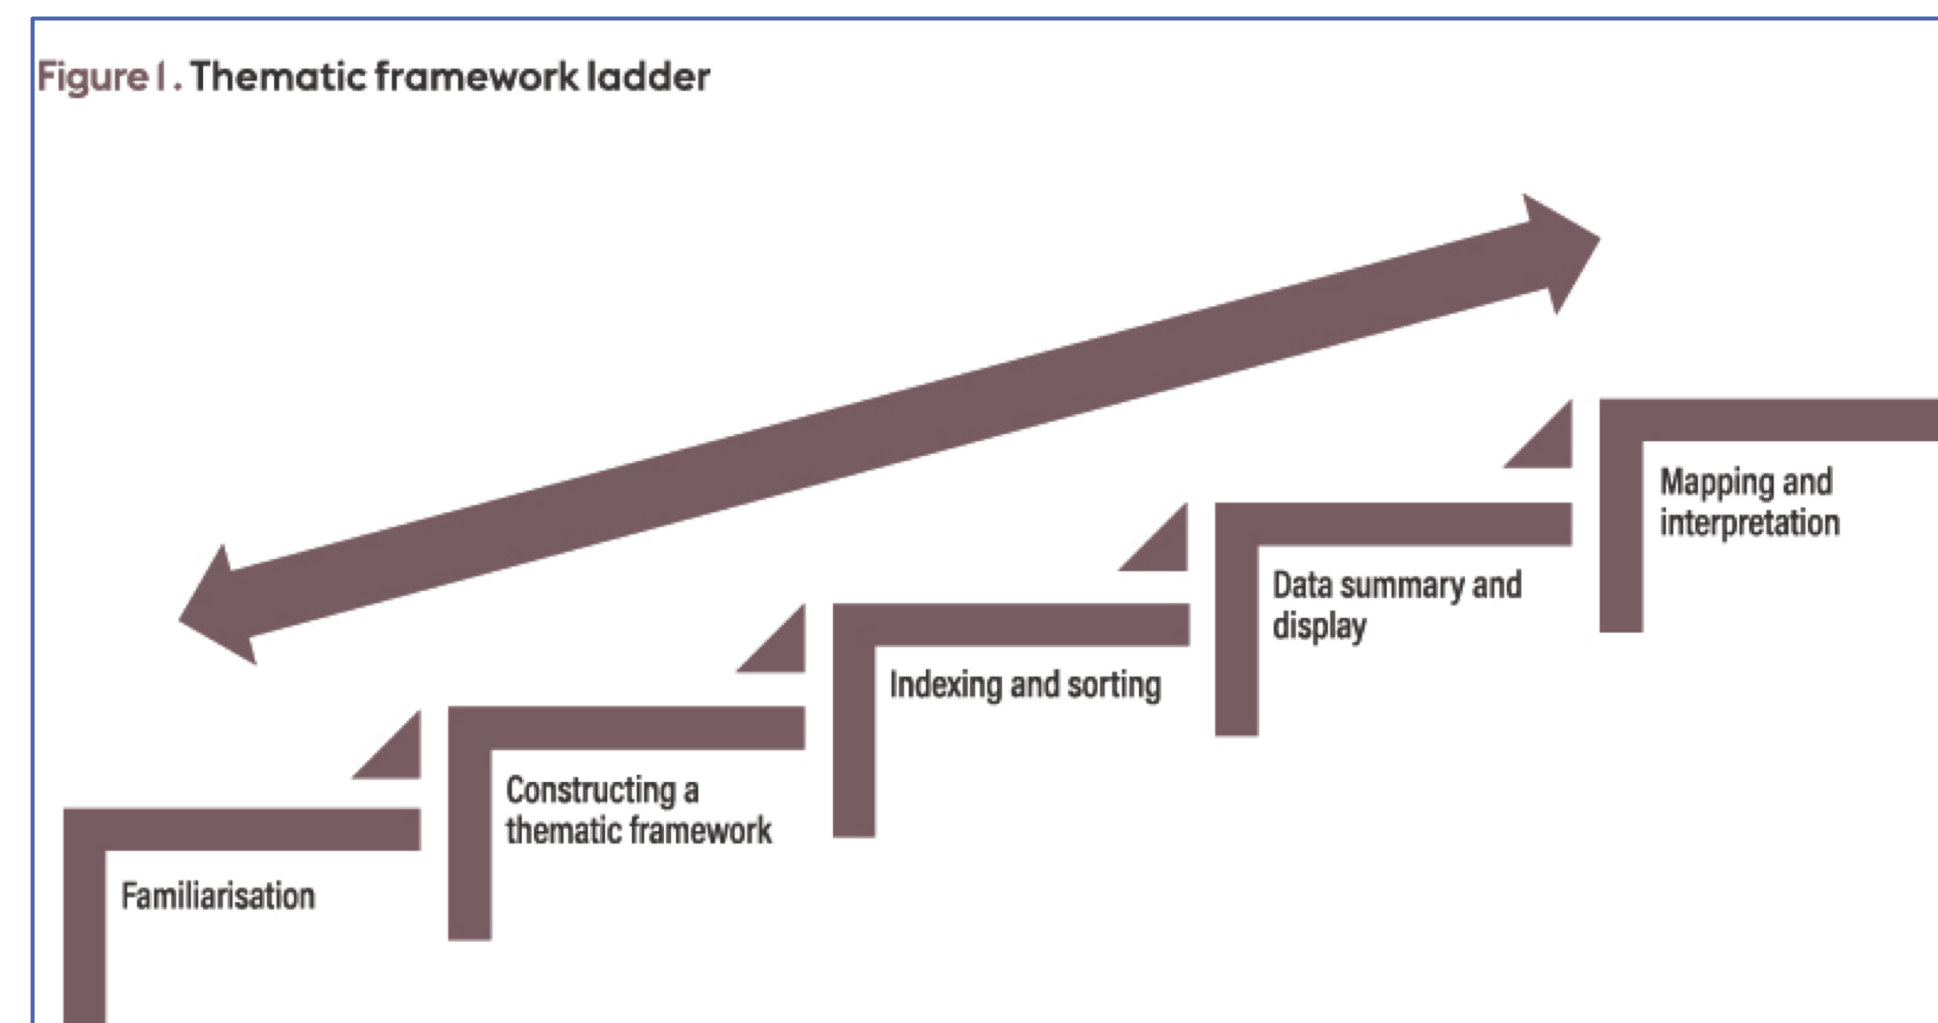 Figure 1. Thematic framework ladder
Mapping and
interpretation
Data summary and
display
Indexing and sorting
Constructing a
thematic framework
Familiarisation